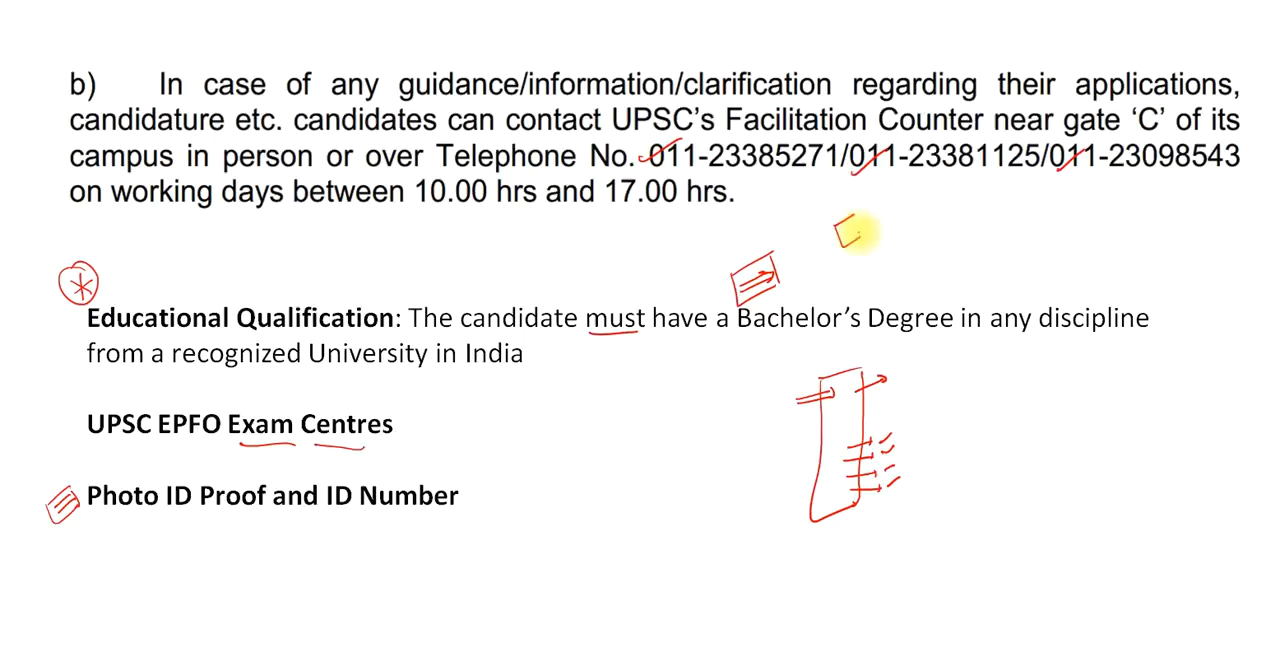 b) In case of any guidance/information/clarification regarding their applications,
candidature etc. candidates can contact UPSC's Facilitation Counter near gate 'C' of its
campus in person or over Telephone No. 011-23385271/011-23381125/011-23098543
on working days between 10.00 hrs and 17.00 hrs.
Educational Qualification: The candidate must have a Bachelor's Degree in any discipline
from a recognized University in India
UPSC EPFO Exam Centres
Photo ID Proof and ID Number